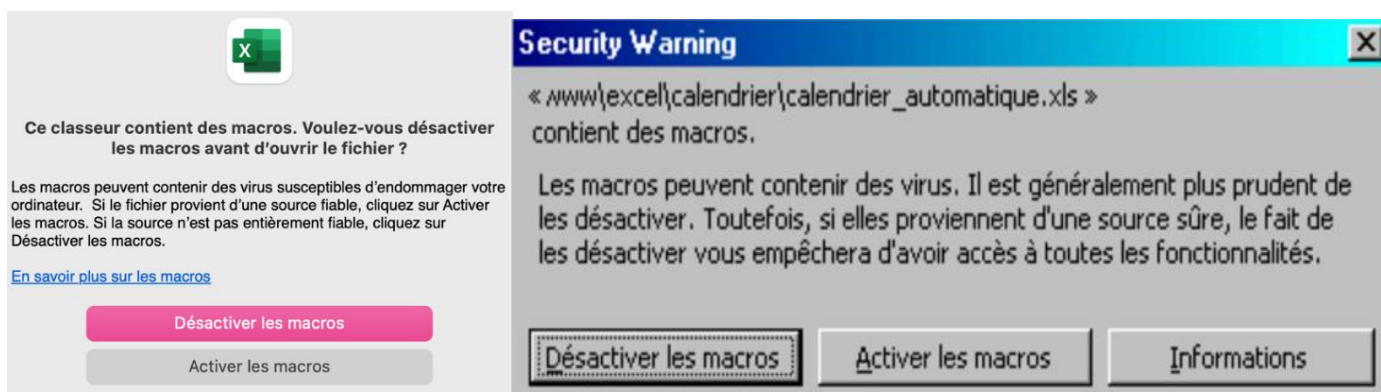 Ce classeur contient des macros. Voulez-vous désactiver
les macros avant d'ouvrir le fichier ?
Les macros peuvent contenir des virus susceptibles d'endommager votre
ordinateur. Si le fichier provient d'une source fiable, cliquez sur Activer
les macros. Si la source n'est pas entièrement fiable, cliquez sur
Désactiver les macros.
En savoir plus sur les macros
Désactiver les macros
Activer les macros
Security Warning
« .\www\excel\calendrier\calendrier_automatique.xls »
contient des macros.
Les macros peuvent contenir des virus. Il est généralement plus prudent de
les désactiver. Toutefois, si elles proviennent d'une source sûre, le fait de
les désactiver vous empêchera d'avoir accès à toutes les fonctionnalités.
Désactiver les macros
Activer les macros
Informations